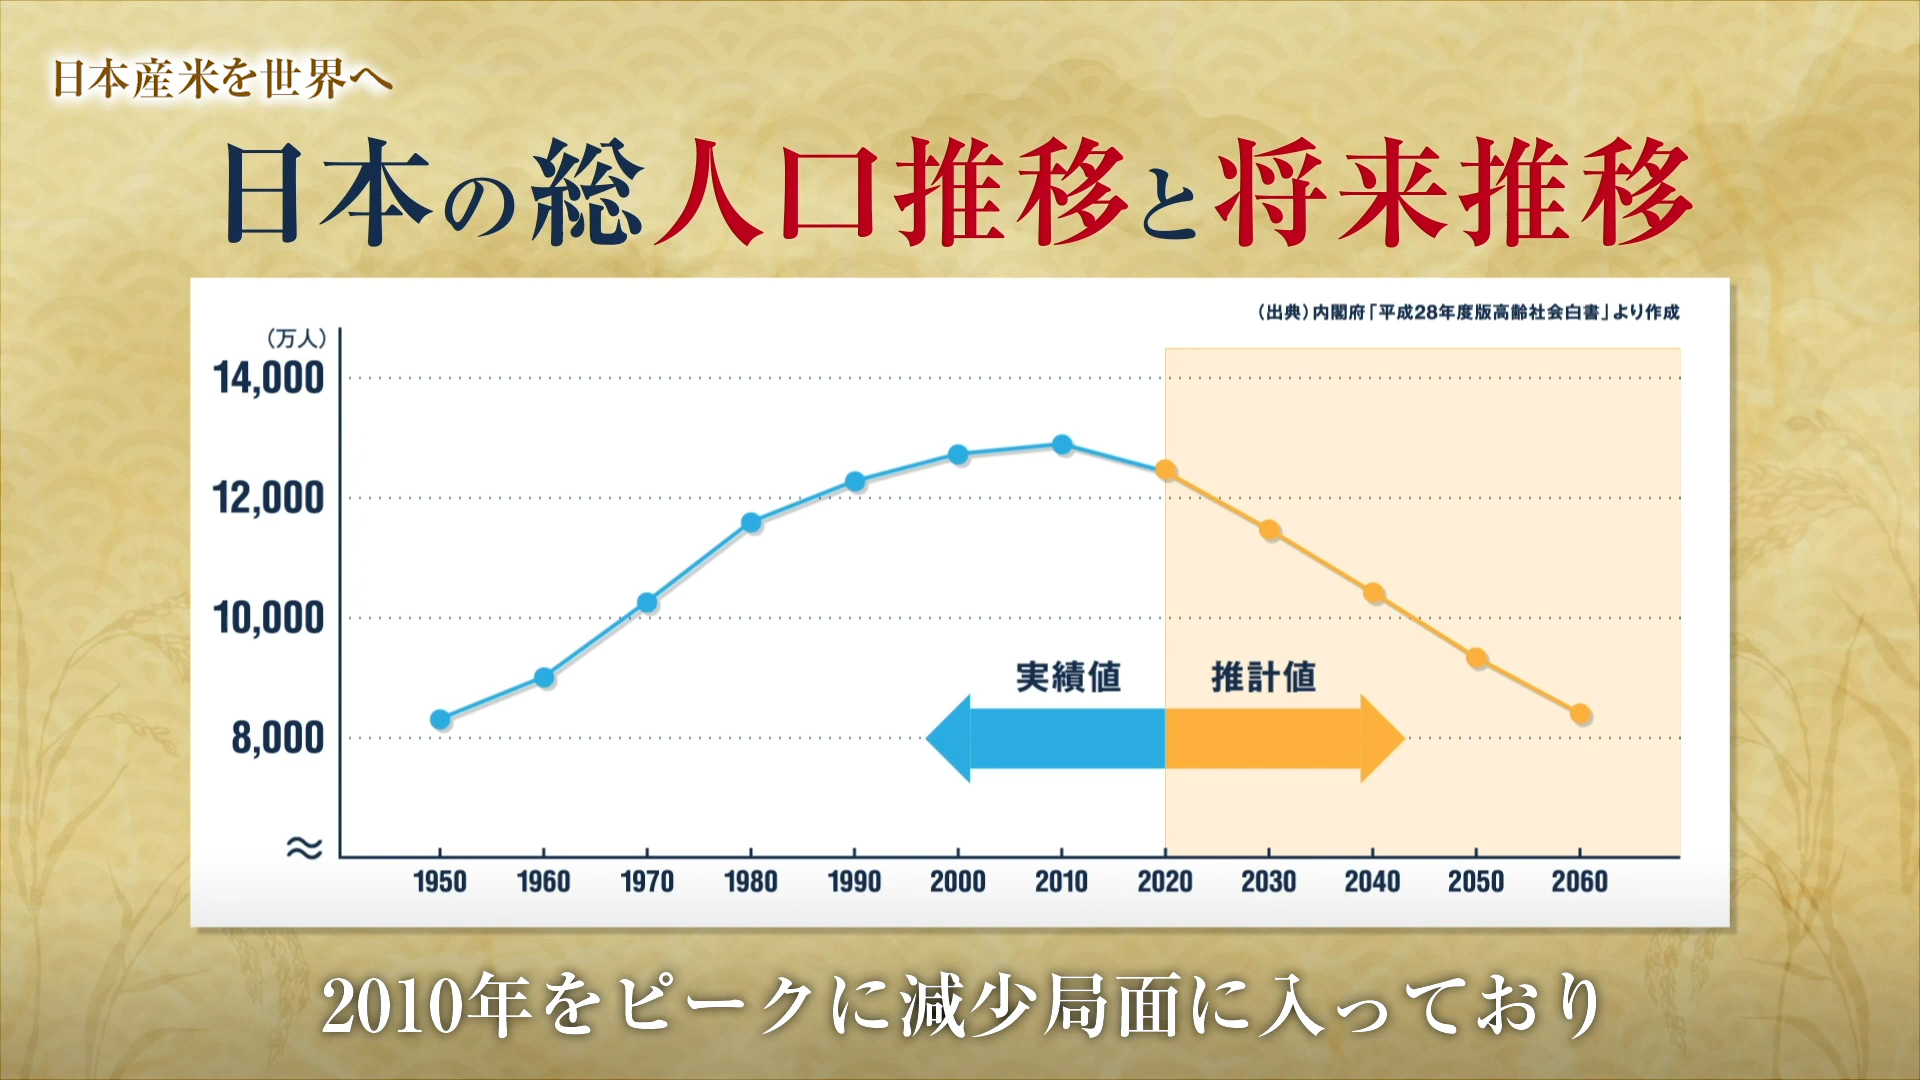 日本産米を世界へ
日本の総人口推移と将来推移
（出典）内閣府「平成28年度版高齢社会白書」より作成
（万人）
14,000
12,000
10,000
8,000
≈
実績値 推計値
1950 1960 1970 1980 1990 2000 2010 2020 2030 2040 2050 2060
2010年をピークに減少局面に入っており